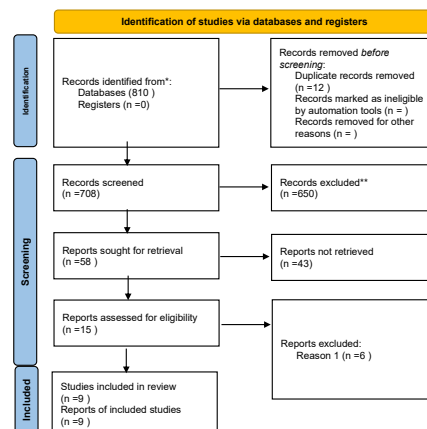 Identification of studies via databases and registers
Identification
Records identified from*:
Databases (810 )
Registers (n =0)
Records removed before
screening:
Duplicate records removed
(n =12 )
Records marked as ineligible
by automation tools (n = )
Records removed for other
reasons (n = )
Screening
Records screened
(n =708)
Records excluded**
(n =650)
Reports sought for retrieval
(n =58 )
Reports not retrieved
(n =43)
Reports assessed for eligibility
(n =15 )
Reports excluded:
Reason 1 (n =6 )
Included
Studies included in review
(n =9 )
Reports of included studies
(n =9 )